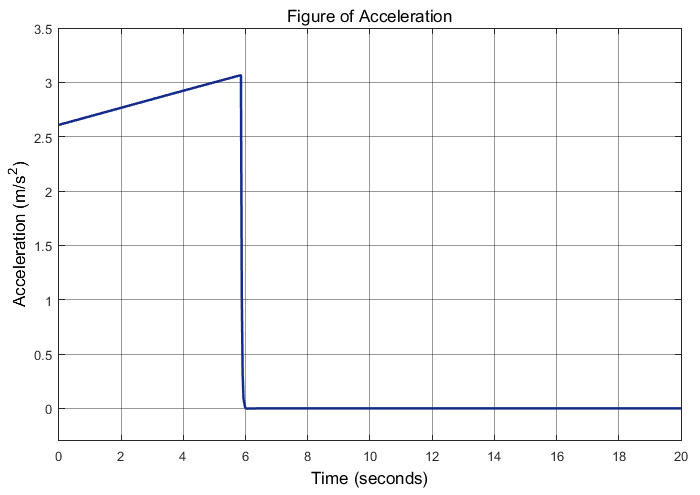 Figure of Acceleration
3.5
3
2.5
2
1.5
1
0.5
0
Acceleration (m/s²)
0 2 4 6 8 10 12 14 16 18 20
Time (seconds)